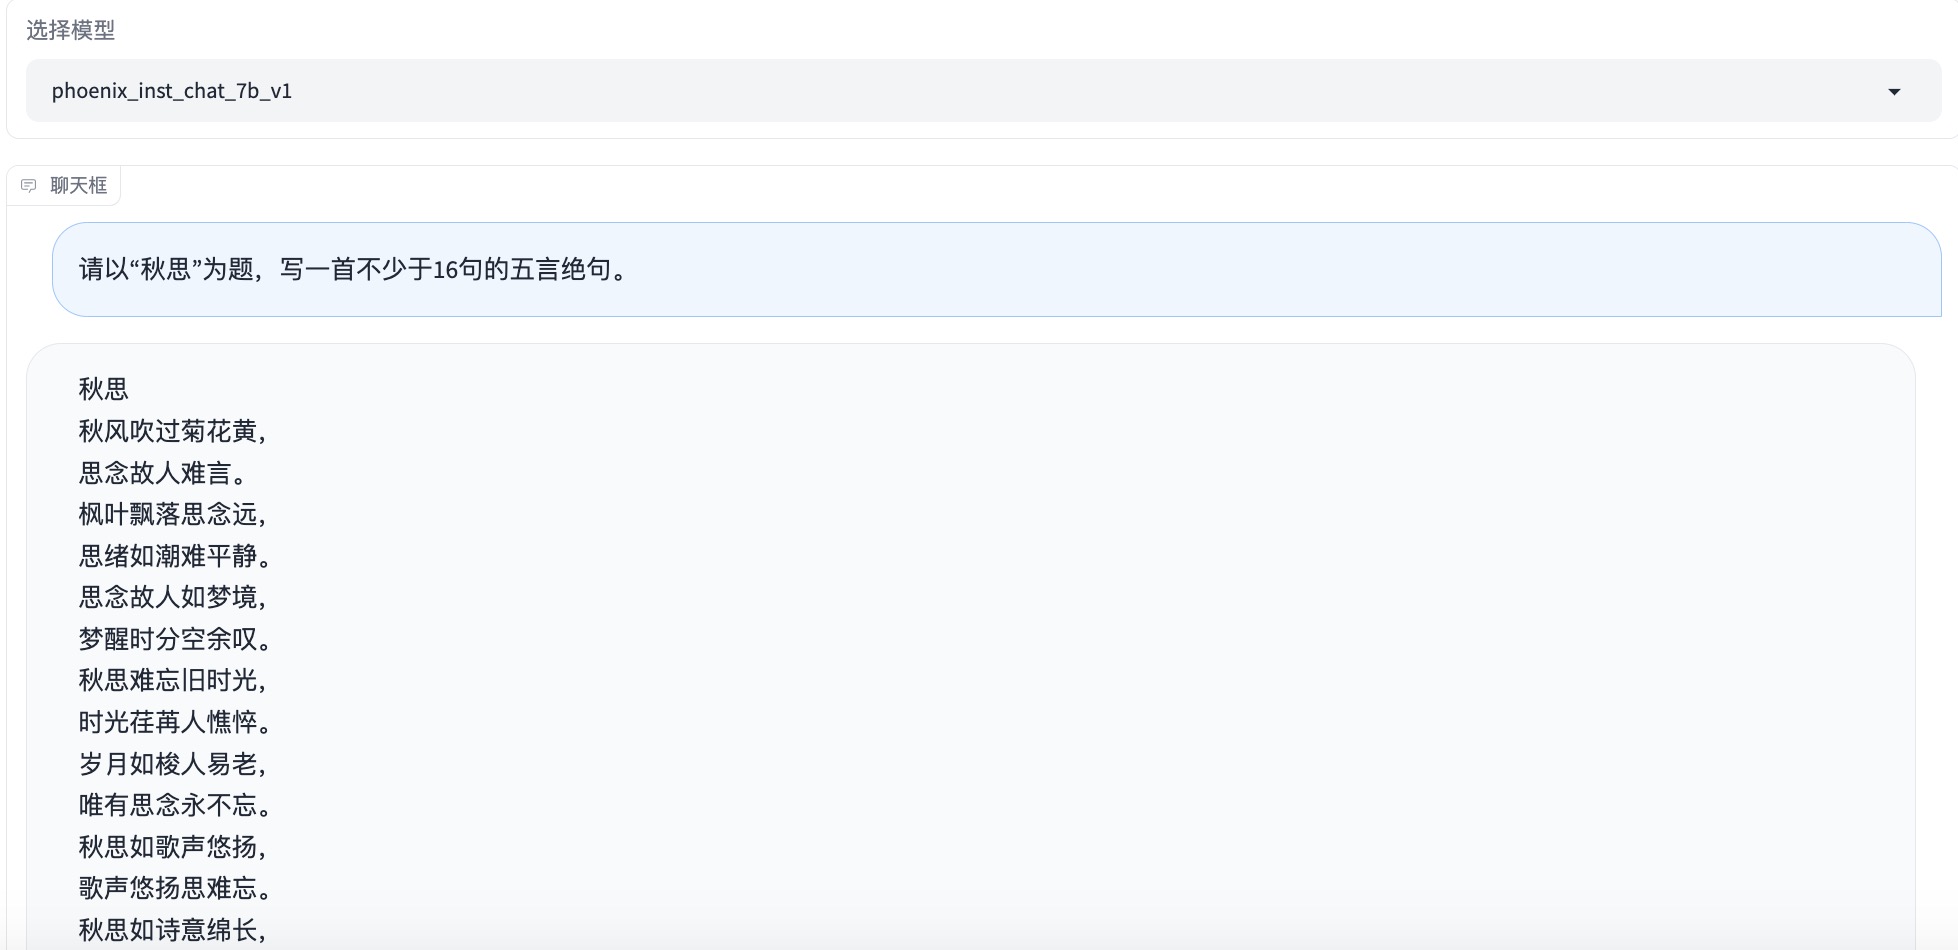 选择模型
phoenix_inst_chat_7b_v1
聊天框
请以“秋思”为题，写一首不少于16句的五言绝句。
秋思
秋风吹过菊花黄，
思念故人难言。
枫叶飘落思念远，
思绪如潮难平静。
思念故人如梦境，
梦醒时分空余叹。
秋思难忘旧时光，
时光荏苒人憔悴。
岁月如梭人易老，
唯有思念永不忘。
秋思如歌声悠扬，
歌声悠扬思难忘。
秋思如诗意绵长，